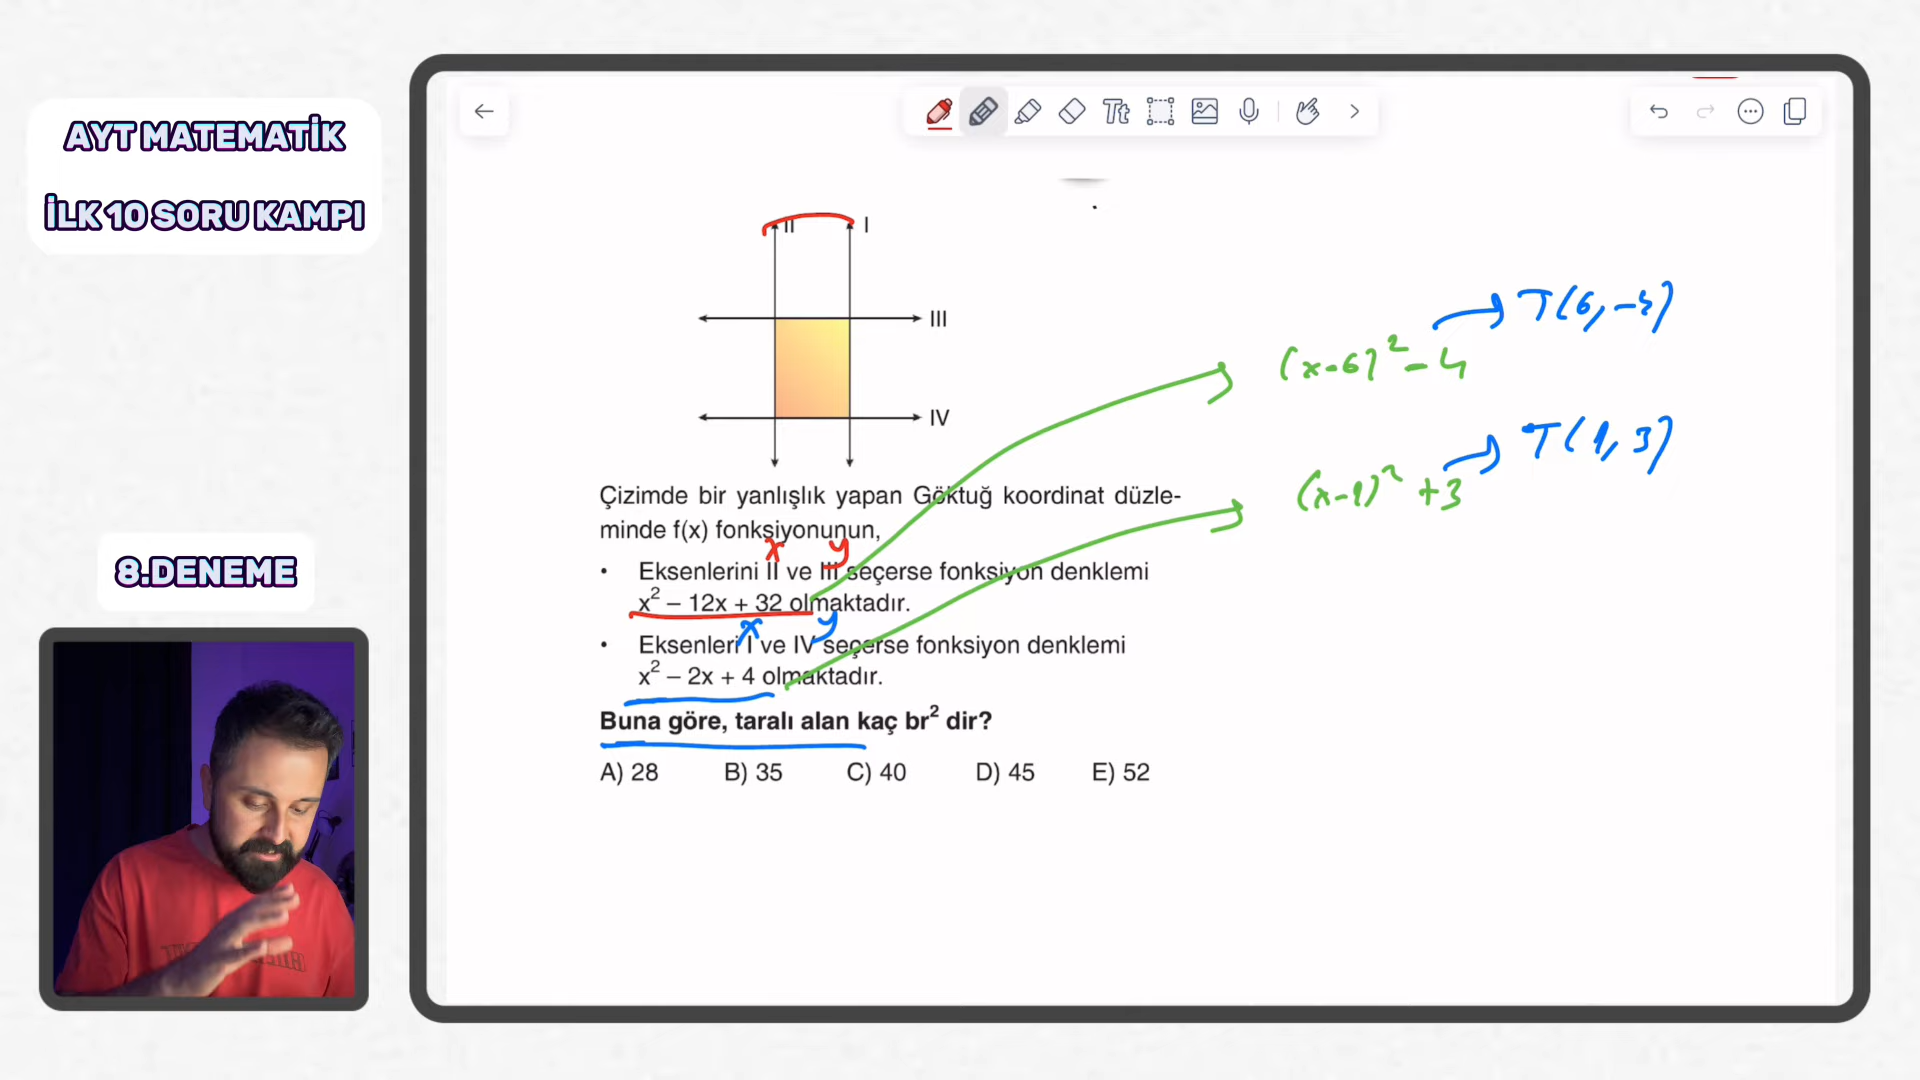 AYT MATEMATİK
İLK 10 SORU KAMPI
8.DENEME
Tt
II
I
III
IV
Çizimde bir yanlışlık yapan Göktuğ koordinat düzle-
minde f(x) fonksiyonunun,
x y
• Eksenlerini II ve III seçerse fonksiyon denklemi
x² – 12x + 32 olmaktadır.
x y
• Eksenleri I ve IV seçerse fonksiyon denklemi
x² – 2x + 4 olmaktadır.
Buna göre, taralı alan kaç br² dir?
A) 28 B) 35 C) 40 D) 45 E) 52
T(6, -4)
(x-6)² - 4
T(1, 3)
(x-1)² + 3